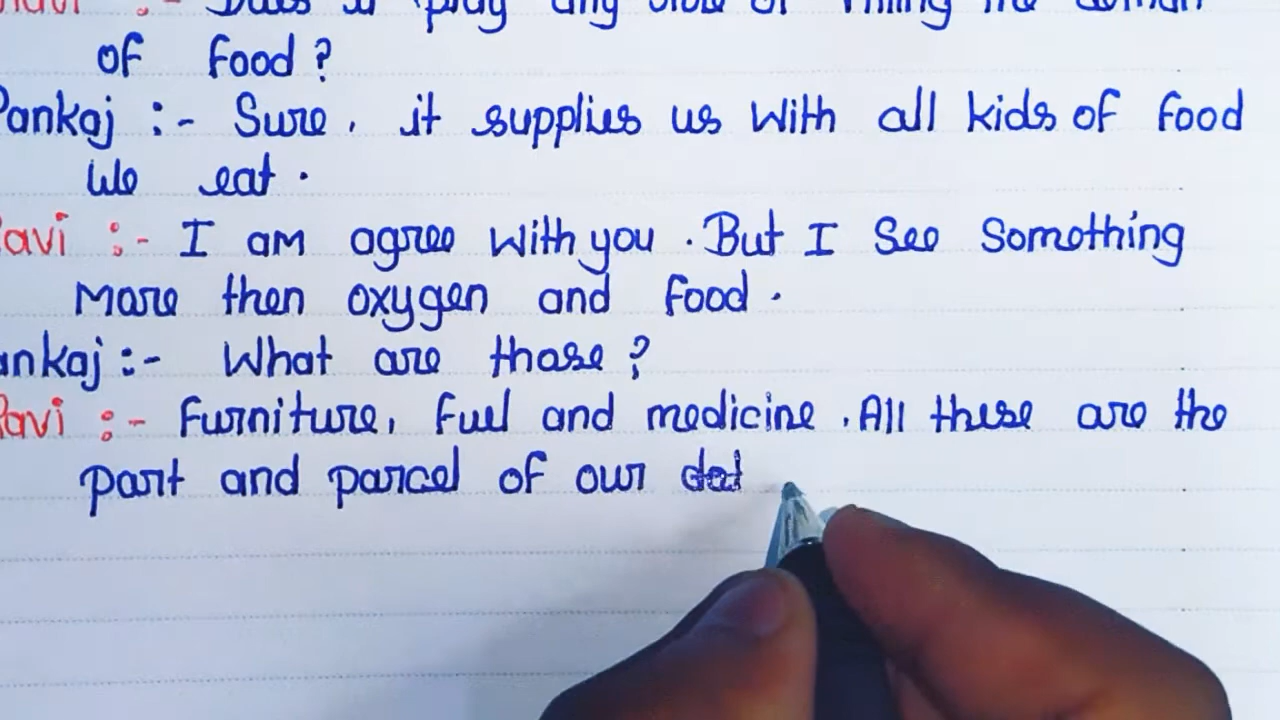 of food?
Pankaj :- Sure, it supplies us with all kids of food
We eat.
Ravi :- I am agree with you. But I see something
more then oxygen and food.
ankaj :- What are those?
Ravi :- Furniture, Fuel and medicine. All these are the
part and parcel of our